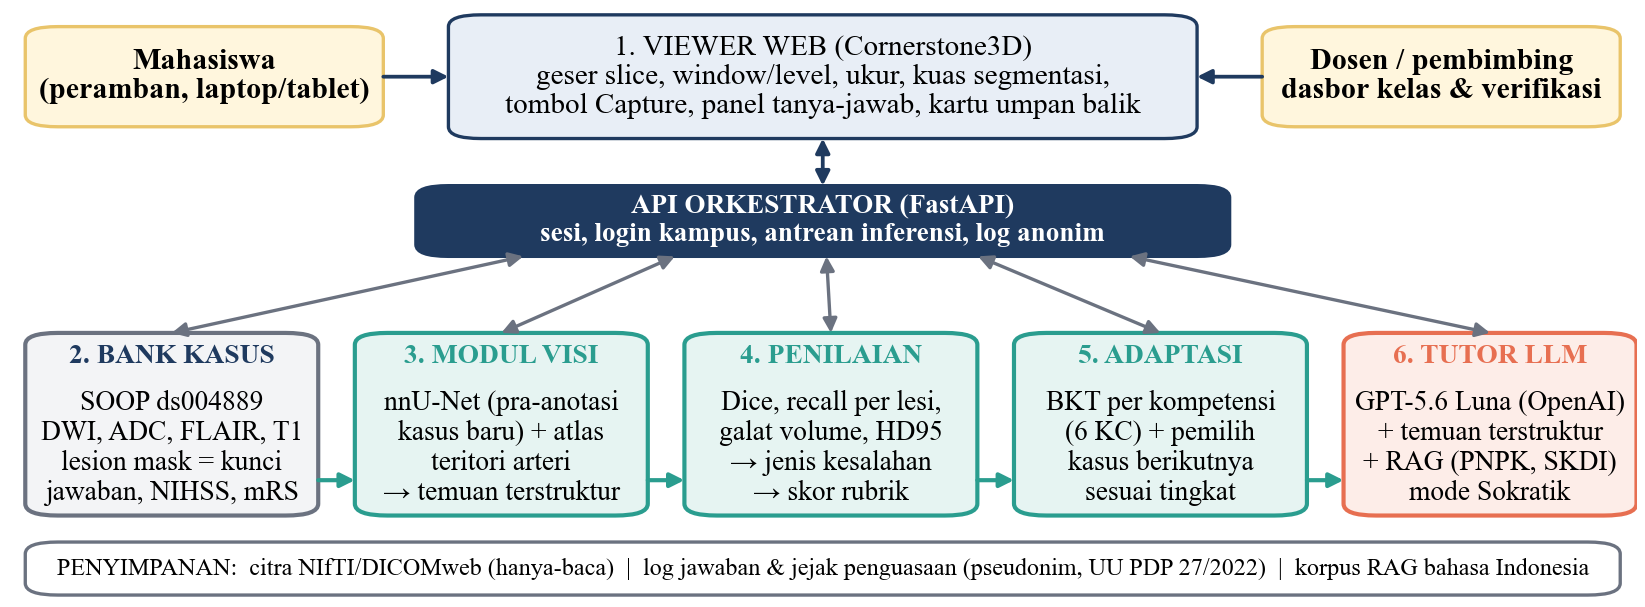 Mahasiswa
(peramban, laptop/tablet)
1. VIEWER WEB (Cornerstone3D)
geser slice, window/level, ukur, kuas segmentasi,
tombol Capture, panel tanya-jawab, kartu umpan balik
Dosen / pembimbing
dasbor kelas & verifikasi
API ORKESTRATOR (FastAPI)
sesi, login kampus, antrean inferensi, log anonim
2. BANK KASUS
SOOP ds004889
DWI, ADC, FLAIR, T1
lesion mask = kunci
jawaban, NIHSS, mRS
3. MODUL VISI
nnU-Net (pra-anotasi
kasus baru) + atlas
teritori arteri
→ temuan terstruktur
4. PENILAIAN
Dice, recall per lesi,
galat volume, HD95
→ jenis kesalahan
→ skor rubrik
5. ADAPTASI
BKT per kompetensi
(6 KC) + pemilih
kasus berikutnya
sesuai tingkat
6. TUTOR LLM
GPT-5.6 Luna (OpenAI)
+ temuan terstruktur
+ RAG (PNPK, SKDI)
mode Sokratik
PENYIMPANAN: citra NIfTI/DICOMweb (hanya-baca) | log jawaban & jejak penguasaan (pseudonim, UU PDP 27/2022) | korpus RAG bahasa Indonesia